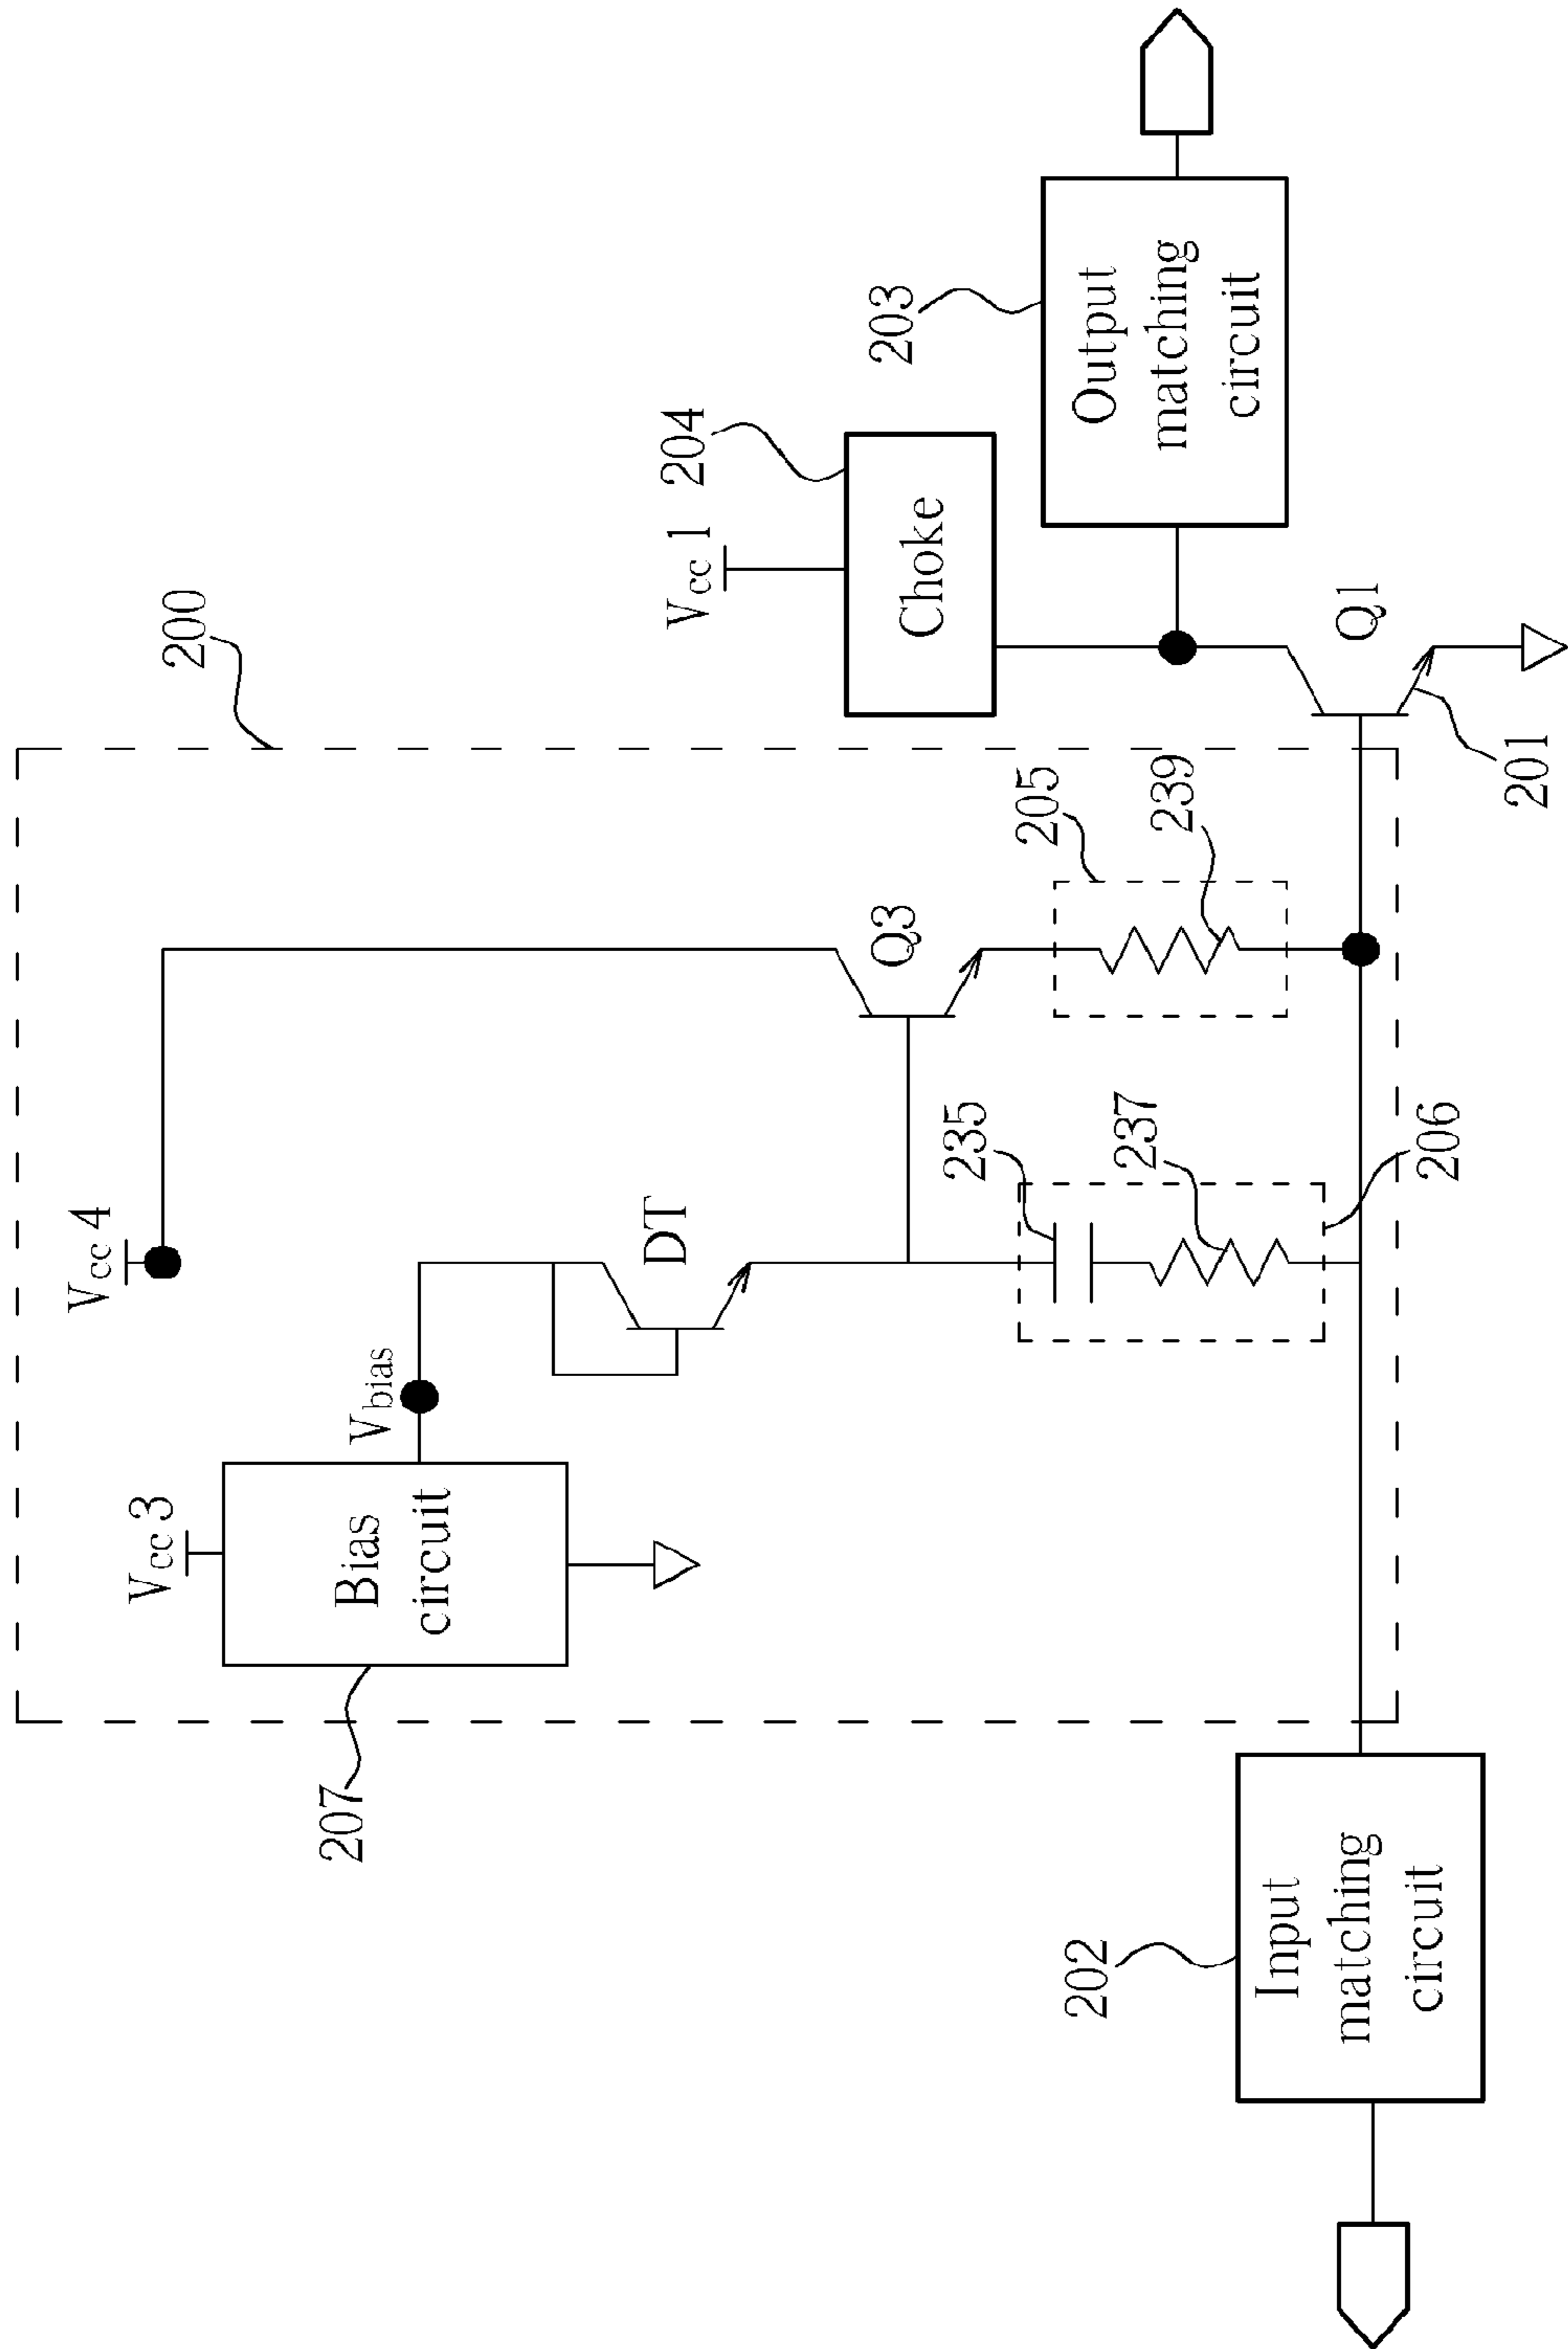 200
Vcc 4
Vcc 3
207
Bias
circuit
Vbias
DT
Q3
Vcc 1
204
Choke
203
Output
matching
circuit
235
237
206
205
239
Q1
201
202
Input
matching
circuit